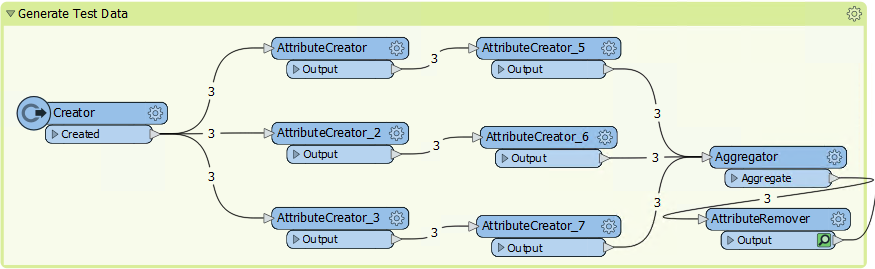 Generate Test Data
AttributeCreator
Output
3
AttributeCreator_5
Output
3
3
Creator
Created
3
AttributeCreator_2
Output
3
AttributeCreator_6
Output
3
Aggregator
Aggregate
3
3
AttributeCreator_3
Output
3
AttributeCreator_7
Output
3
AttributeRemover
Output